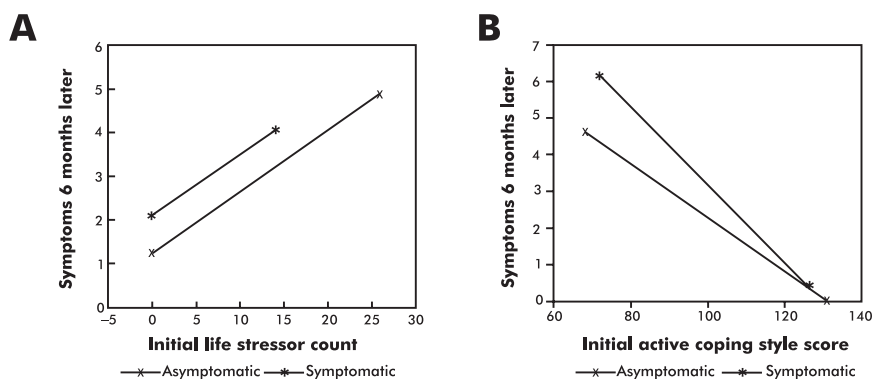 A
Symptoms 6 months later
6
5
4
3
2
1
0
−5 0 5 10 15 20 25 30
Initial life stressor count
Asymptomatic Symptomatic
B
Symptoms 6 months later
7
6
5
4
3
2
1
0
60 80 100 120 140
Initial active coping style score
Asymptomatic Symptomatic